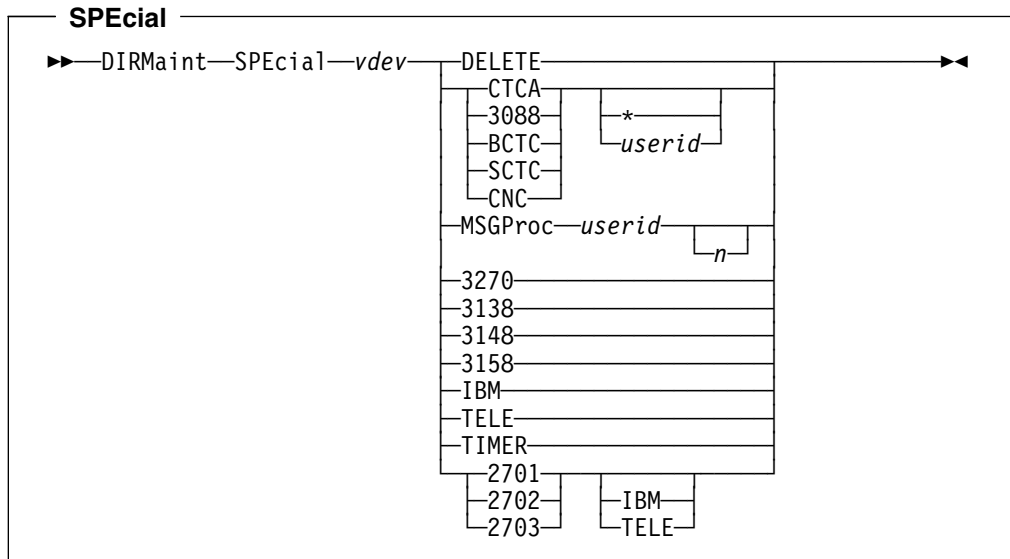 SPEcial
DIRMaint SPEcial vdev DELETE
CTCA
3088 *
BCTC userid
SCTC
CNC
MSGProc userid
n
3270
3138
3148
3158
IBM
TELE
TIMER
2701
2702 IBM
2703 TELE